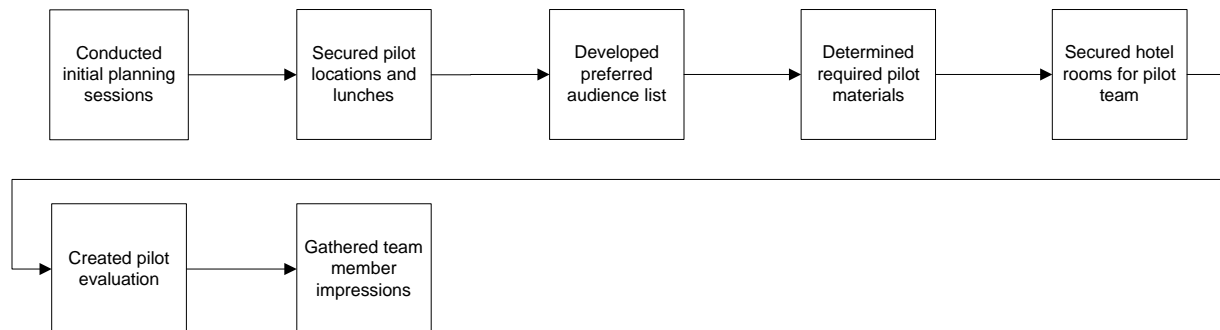 Conducted
initial planning
sessions
Secured pilot
locations and
lunches
Developed
preferred
audience list
Determined
required pilot
materials
Secured hotel
rooms for pilot
team
Created pilot
evaluation
Gathered team
member
impressions